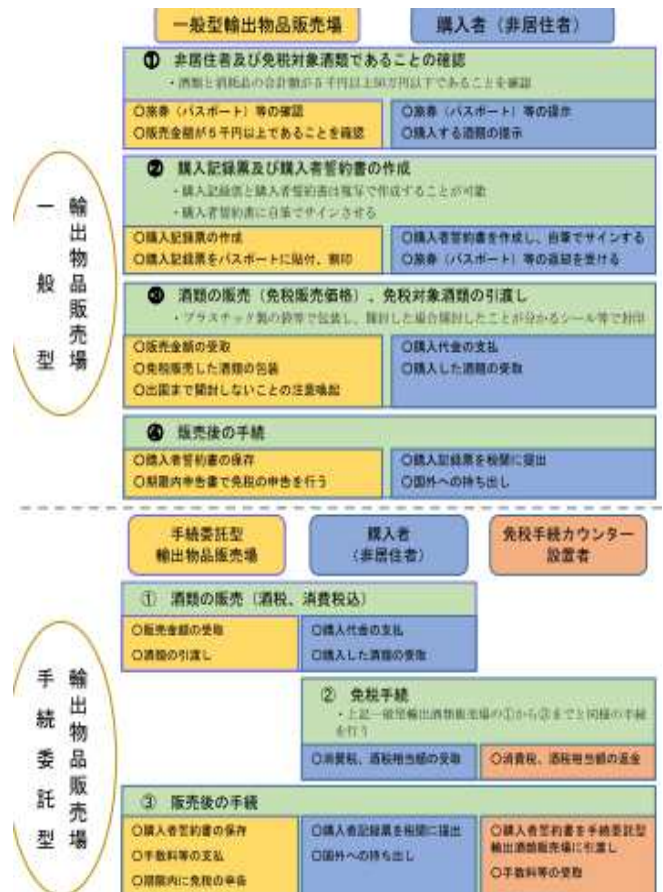 一般型輸出物品販売場
購入者（非居住者）
❶ 非居住者及び免税対象酒類であることの確認
・酒類と消耗品の合計額が５千円以上50万円以下であることを確認
〇旅券（パスポート）等の確認
〇販売金額が５千円以上であることを確認
〇旅券（パスポート）等の提示
〇購入する酒類の提示
❷ 購入記録票及び購入者誓約書の作成
・購入記録票と購入者誓約書は複写で作成することが可能
・購入者誓約書に自筆でサインさせる
〇購入記録票の作成
〇購入記録票をパスポートに貼付、割印
〇購入者誓約書を作成し、自筆でサインする
〇旅券（パスポート）等の返却を受ける
❸ 酒類の販売（免税販売価格）、免税対象酒類の引渡し
・プラスチック製の袋等で包装し、開封した場合開封したことが分かるシール等で封印
〇販売金額の受取
〇免税販売した酒類の包装
〇出国まで開封しないことの注意喚起
〇購入代金の支払
〇購入した酒類の受取
❹ 販売後の手続
〇購入者誓約書の保存
〇期限内申告書で免税の申告を行う
〇購入記録票を税関に提出
〇国外への持ち出し
一般型
輸出物品販売場
手続委託型
輸出物品販売場
購入者
（非居住者）
免税手続カウンター
設置者
① 酒類の販売（酒税、消費税込）
〇販売金額の受取
〇酒類の引渡し
〇購入代金の支払
〇購入した酒類の受取
② 免税手続
・上記一般型輸出酒類販売場の①から③までと同様の手続
を行う
〇消費税、酒税相当額の受取
〇消費税、酒税相当額の返金
③ 販売後の手続
〇購入者誓約書の保存
〇手数料等の支払
〇期限内に免税の申告
〇購入者記録票を税関に提出
〇国外への持ち出し
〇購入者誓約書を手続委託型
輸出酒類販売場に引渡し
〇手数料等の受取
手続委託型
輸出物品販売場